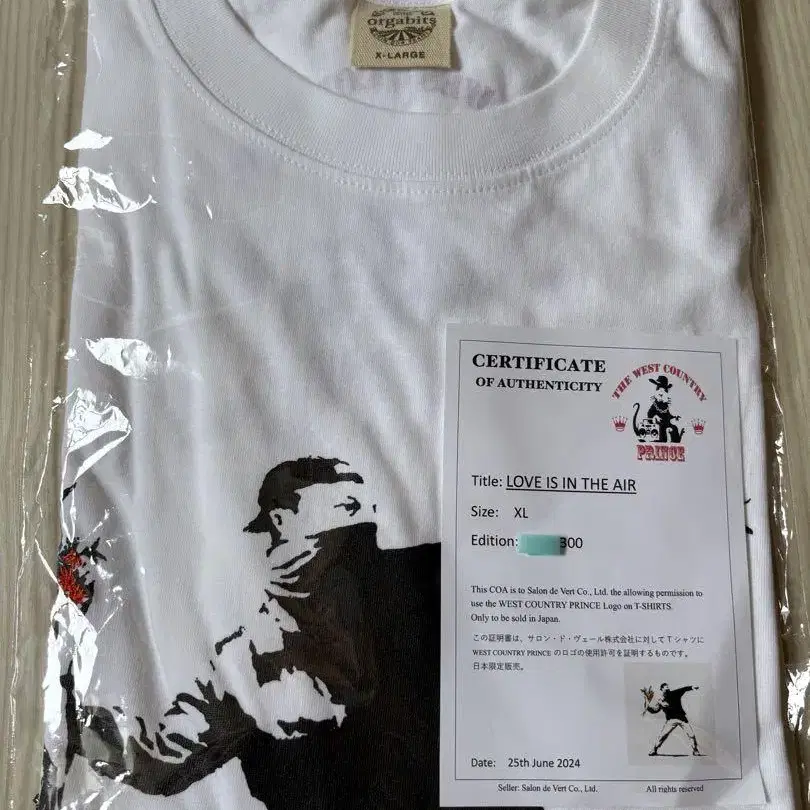 orgabits
X-LARGE
CERTIFICATE
OF AUTHENTICITY
THE WEST COUNTRY
PRINCE
Title: LOVE IS IN THE AIR
Size: XL
Edition: 300
This COA is to Salon de Vert Co., Ltd. the allowing permission to
use the WEST COUNTRY PRINCE Logo on T-SHIRTS.
Only to be sold in Japan.
この証明書は、サロン・ド・ヴェール株式会社に対してTシャツに
WEST COUNTRY PRINCE のロゴの使用許可を証明するものです。
日本限定販売。
Date: 25th June 2024
Seller: Salon de Vert Co., Ltd. All rights reserved